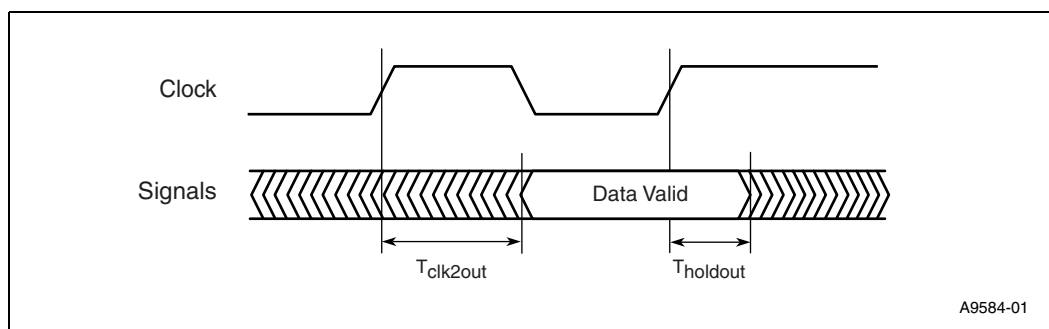 Clock
Signals
Data Valid
Tclk2out
Tholdout
A9584-01